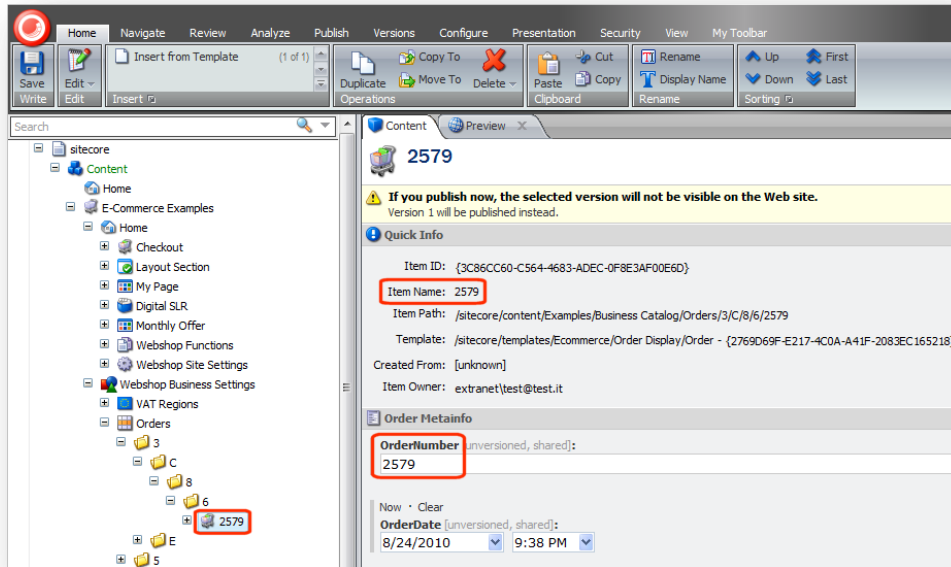 Home Navigate Review Analyze Publish Versions Configure Presentation Security View My Toolbar
Save
Write
Edit
Edit
Insert from Template (1 of 1)
Insert
Duplicate
Copy To
Move To
Delete
Operations
Paste
Cut
Copy
Clipboard
Rename
Display Name
Rename
Up
Down
First
Last
Sorting
Search
sitecore
Content
Home
E-Commerce Examples
Home
Checkout
Layout Section
My Page
Digital SLR
Monthly Offer
Webshop Functions
Webshop Site Settings
Webshop Business Settings
VAT Regions
Orders
3
C
8
6
2579
E
5
Content Preview X
2579
If you publish now, the selected version will not be visible on the Web site.
Version 1 will be published instead.
Quick Info
Item ID: {3C86CC60-C564-4683-ADEC-0F8E3AF00E6D}
Item Name: 2579
Item Path: /sitecore/content/Examples/Business Catalog/Orders/3/C/8/6/2579
Template: /sitecore/templates/Ecommerce/Order Display/Order - {2769D69F-E217-4C0A-A41F-2083EC165218}
Created From: [unknown]
Item Owner: extranet\test@test.it
Order Metainfo
OrderNumber [unversioned, shared]:
2579
Now · Clear
OrderDate [unversioned, shared]:
8/24/2010 9:38 PM